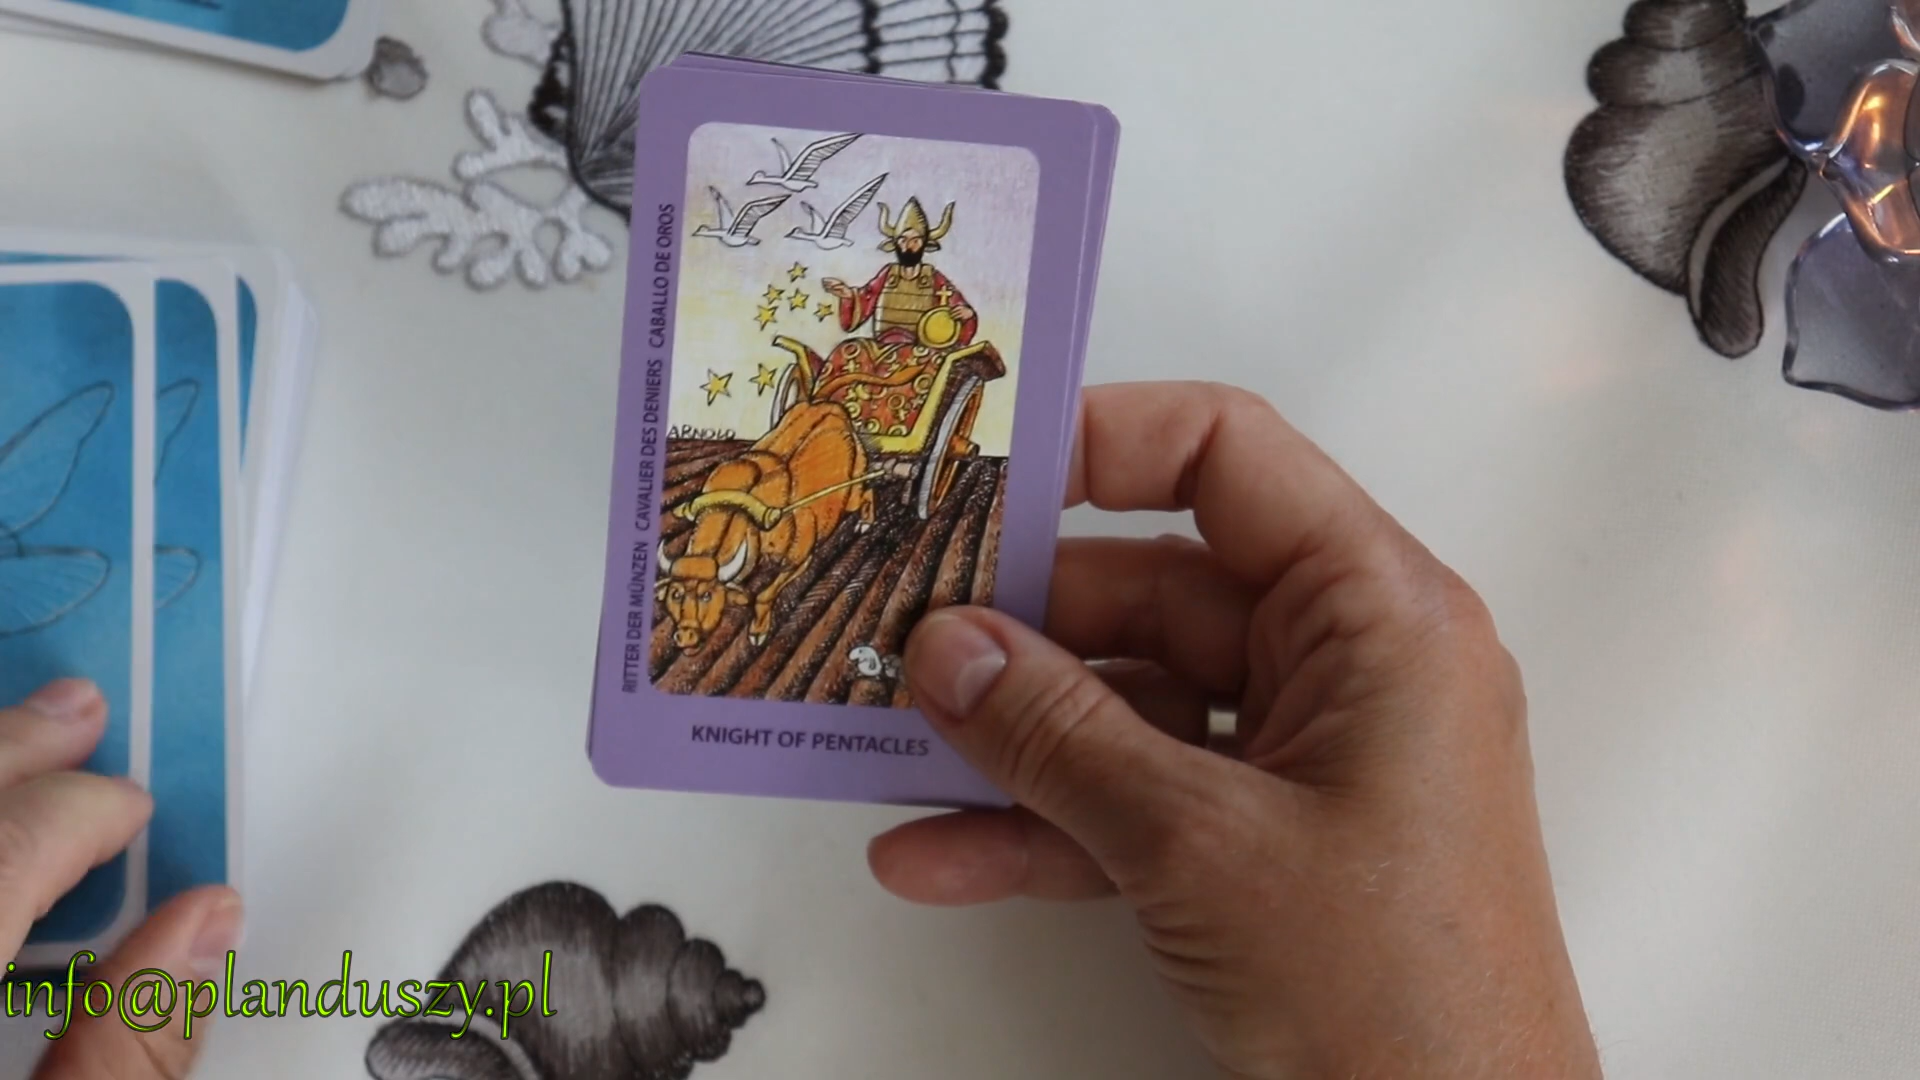 RITTER DER MÜNZEN CAVALIER DES DENIERS CABALLO DE OROS
ARNOLD
KNIGHT OF PENTACLES
info@planduszy.pl